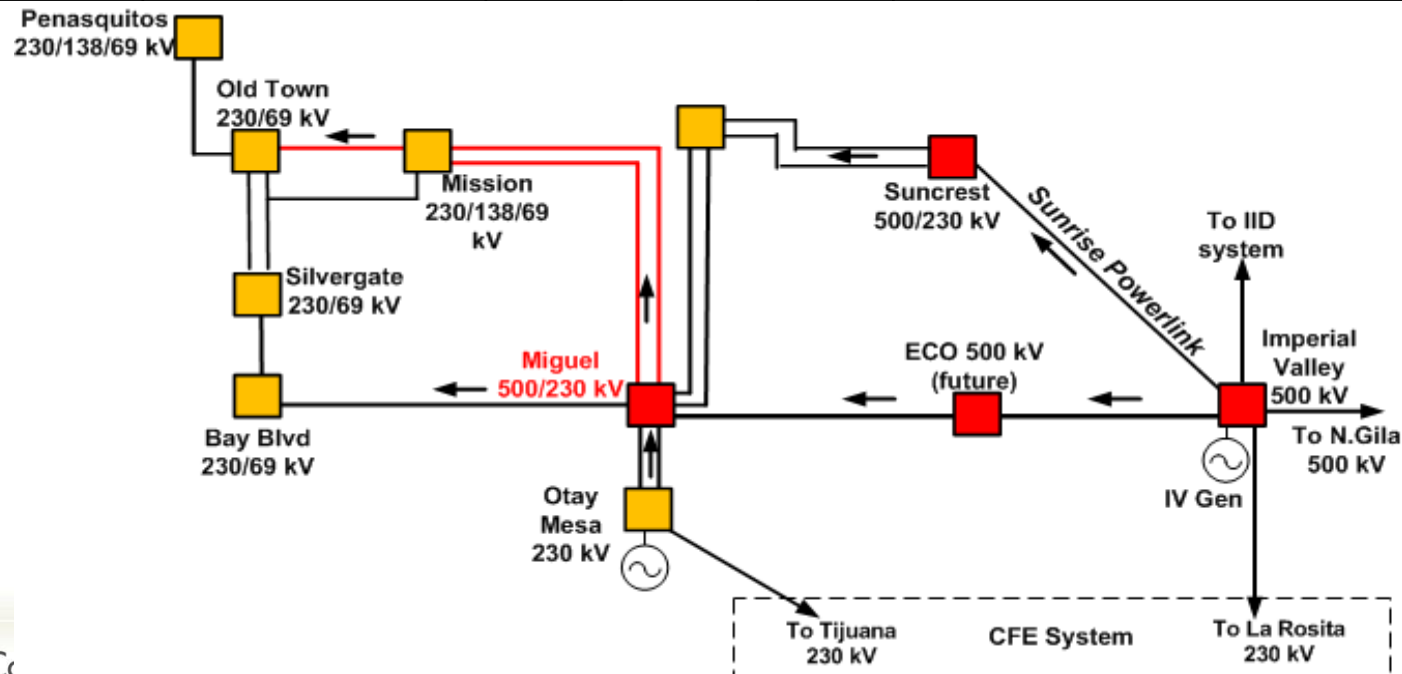 Penasquitos
230/138/69 kV
Old Town
230/69 kV
Mission
230/138/69
kV
Suncrest
500/230 kV
Sunrise Powerlink
To IID
system
Silvergate
230/69 kV
Miguel
500/230 kV
ECO 500 kV
(future)
Imperial
Valley
500 kV
To N.Gila
500 kV
Bay Blvd
230/69 kV
IV Gen
Otay
Mesa
230 kV
To Tijuana
230 kV
CFE System
To La Rosita
230 kV